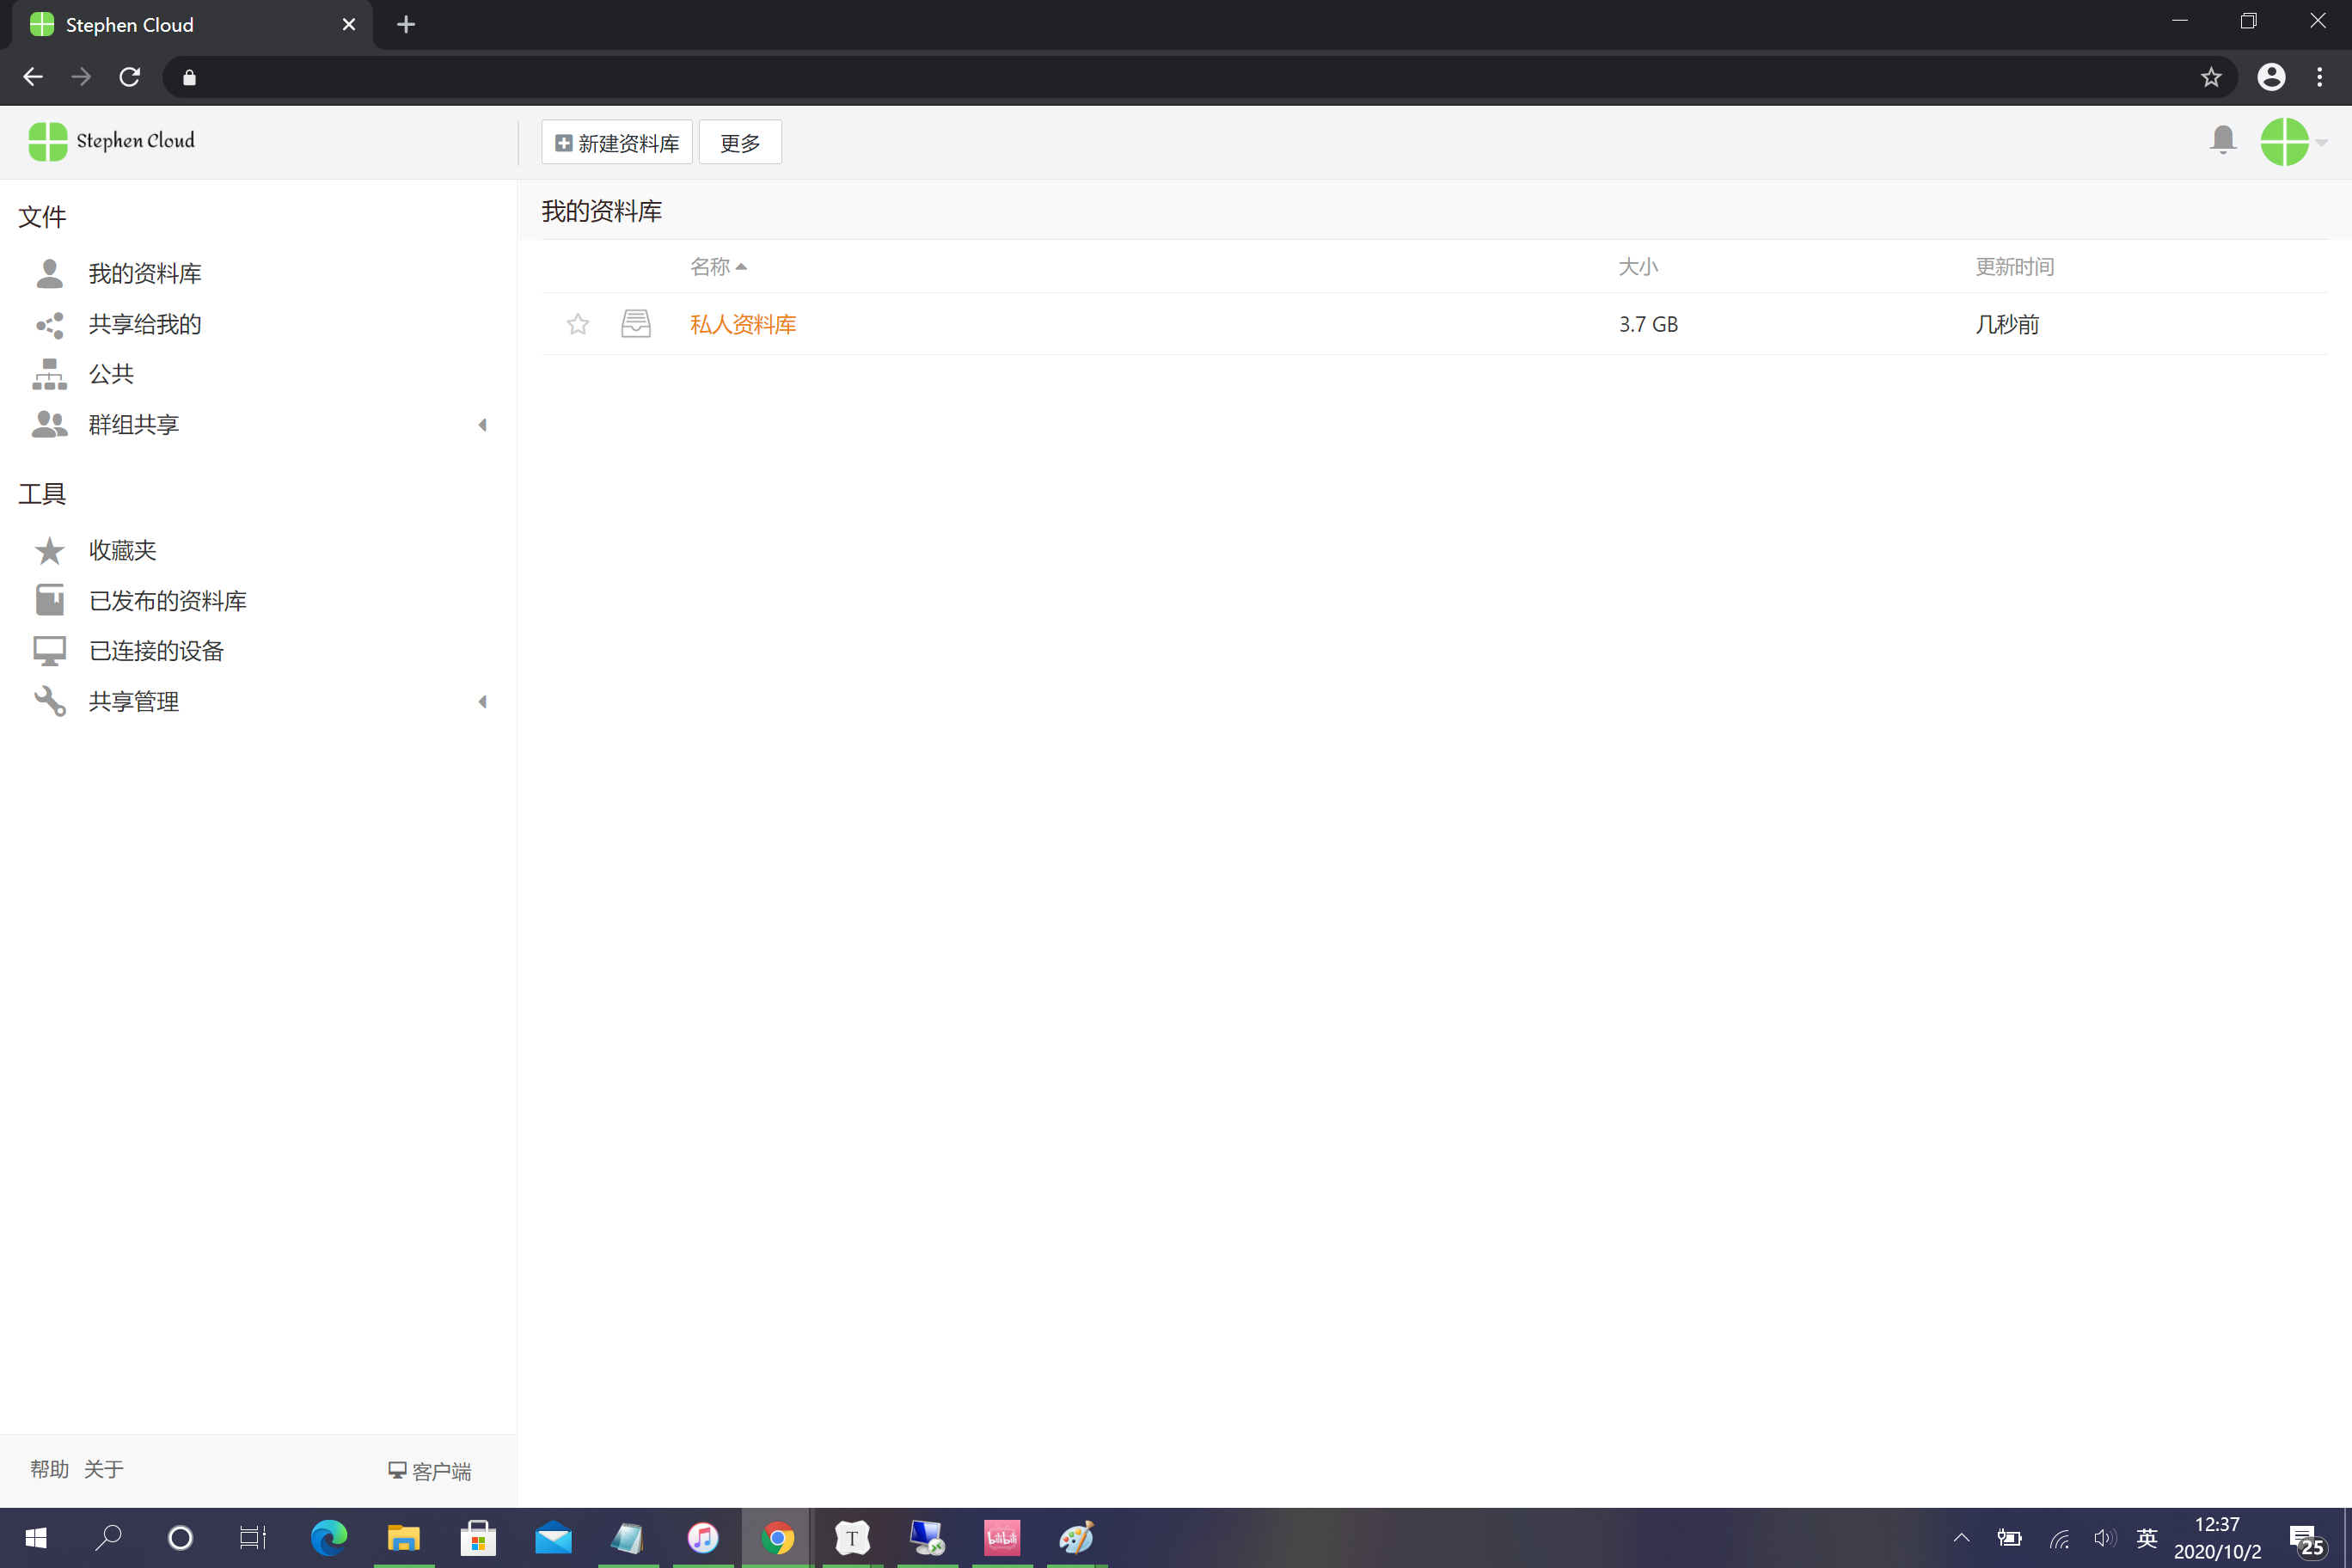 Stephen Cloud
Stephen Cloud
新建资料库 更多
文件
我的资料库
共享给我的
公共
群组共享
工具
收藏夹
已发布的资料库
已连接的设备
共享管理
帮助 关于 客户端
我的资料库
名称 大小 更新时间
私人资料库 3.7 GB 几秒前
T
bilibili
英
12:37
2020/10/2
25